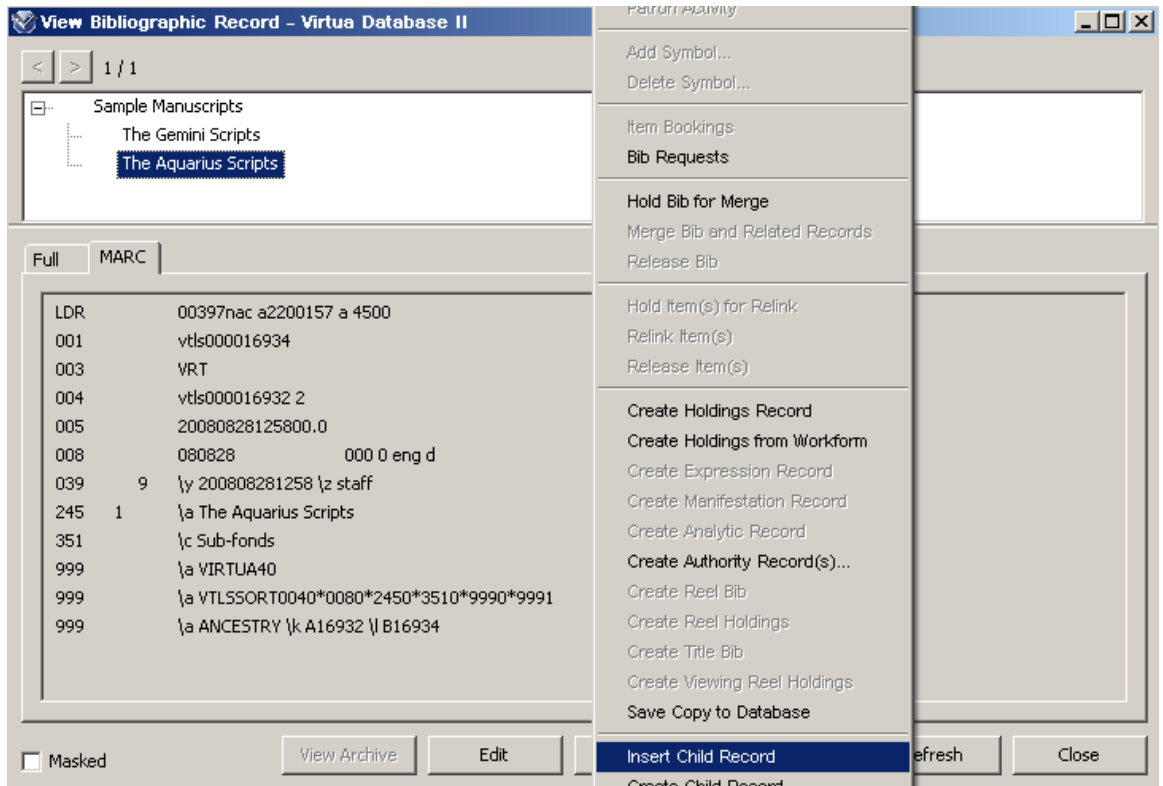 View Bibliographic Record - Virtua Database II
< > 1 / 1
Sample Manuscripts
The Gemini Scripts
The Aquarius Scripts
Full MARC
LDR 00397nac a2200157 a 4500
001 vtls000016934
003 VRT
004 vtls000016932 2
005 20080828125800.0
008 080828 000 0 eng d
039 9 \y 200808281258 \z staff
245 1 \a The Aquarius Scripts
351 \c Sub-fonds
999 \a VIRTUA40
999 \a VTLSSORT0040*0080*2450*3510*9990*9991
999 \a ANCESTRY \k A16932 \l B16934
Masked View Archive Edit efresh Close
Patron Activity
Add Symbol...
Delete Symbol...
Item Bookings
Bib Requests
Hold Bib for Merge
Merge Bib and Related Records
Release Bib
Hold Item(s) for Relink
Relink Item(s)
Release Item(s)
Create Holdings Record
Create Holdings from Workform
Create Expression Record
Create Manifestation Record
Create Analytic Record
Create Authority Record(s)...
Create Reel Bib
Create Reel Holdings
Create Title Bib
Create Viewing Reel Holdings
Save Copy to Database
Insert Child Record
Create Child Record